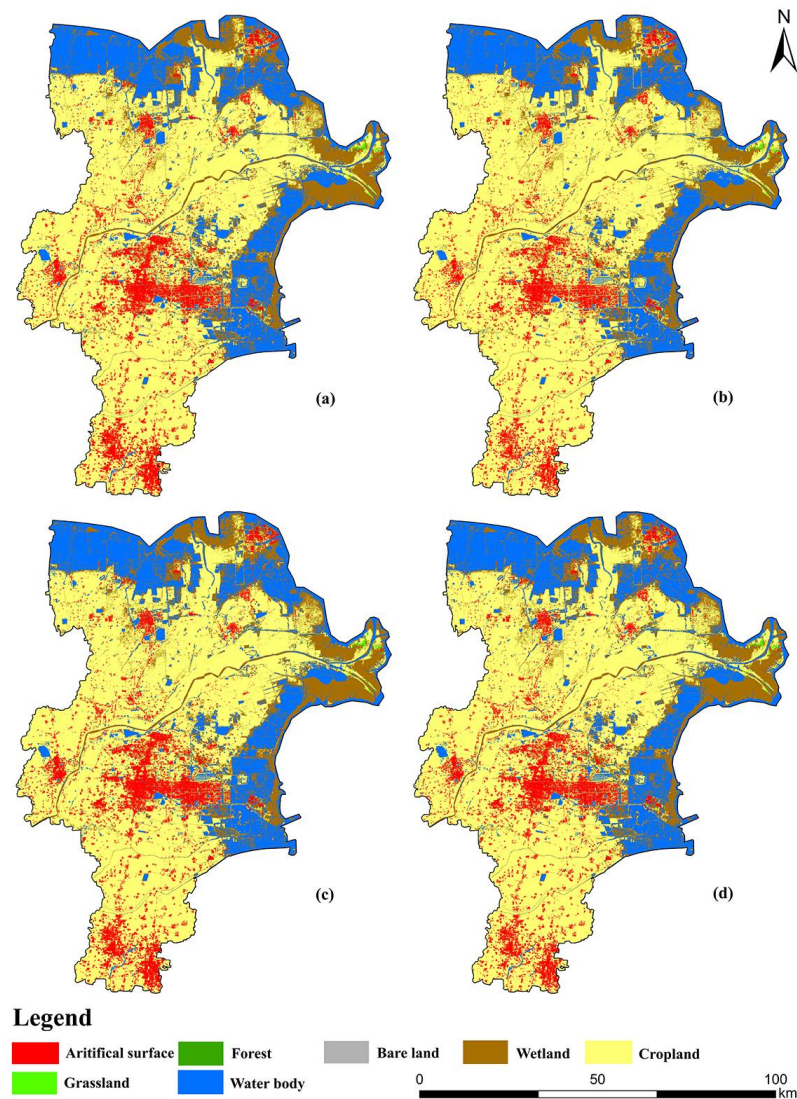 N
(a)
(b)
(c)
(d)
Legend
Aritifical surface
Forest
Bare land
Wetland
Cropland
Grassland
Water body
0 50 100
km